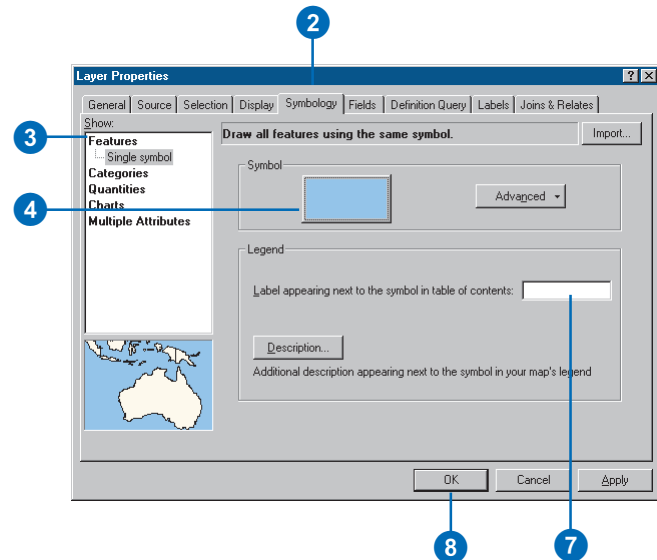 2
Layer Properties
? ×
General Source Selection Display Symbology Fields Definition Query Labels Joins & Relates
Show:
3
Features
Single symbol
Categories
Quantities
Charts
Multiple Attributes
Draw all features using the same symbol. Import...
Symbol
4
Advanced
Legend
Label appearing next to the symbol in table of contents:
Description...
Additional description appearing next to the symbol in your map's legend
OK Cancel Apply
8 7